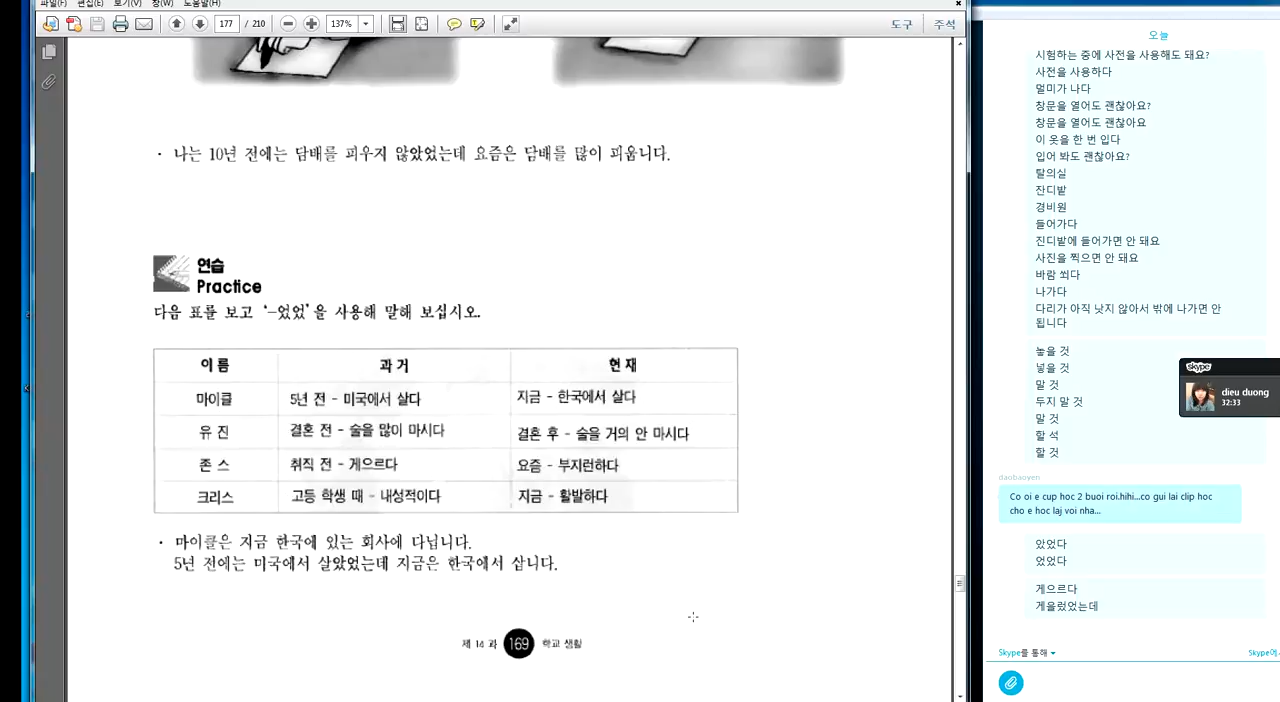 파일(F) 편집(E) 보기(V) 창(W) 도움말(H)
177 / 210 137% 도구 주석
· 나는 10년 전에는 담배를 피우지 않았었는데 요즘은 담배를 많이 피웁니다.
연습
Practice
다음 표를 보고 '-었었'을 사용해 말해 보십시오.
이 름 과 거 현 재
마이클 5년 전 - 미국에서 살다 지금 - 한국에서 살다
유 진 결혼 전 - 술을 많이 마시다 결혼 후 - 술을 거의 안 마시다
존 스 취직 전 - 게으르다 요즘 - 부지런하다
크리스 고등 학생 때 - 내성적이다 지금 - 활발하다
· 마이클은 지금 한국에 있는 회사에 다닙니다.
5년 전에는 미국에서 살았었는데 지금은 한국에서 삽니다.
제 14 과 169 학교 생활
오늘
시험하는 중에 사전을 사용해도 돼요?
사전을 사용하다
멀미가 나다
창문을 열어도 괜찮아요?
창문을 열어도 괜찮아요
이 옷을 한 번 입다
입어 봐도 괜찮아요?
탈의실
잔디밭
경비원
들어가다
진디밭에 들어가면 안 돼요
사진을 찍으면 안 돼요
바람 쐬다
나가다
다리가 아직 낫지 않아서 밖에 나가면 안
됩니다
놓을 것
넣을 것
말 것
두지 말 것
말 것
할 석
할 것
skype
dieu duong
32:33
daobaoyen
Co oi e cup hoc 2 buoi roi.hihi...co gui lai clip hoc
cho e hoc laj voi nha...
았었다
었었다
게으르다
게을렀었는데
Skype를 통해